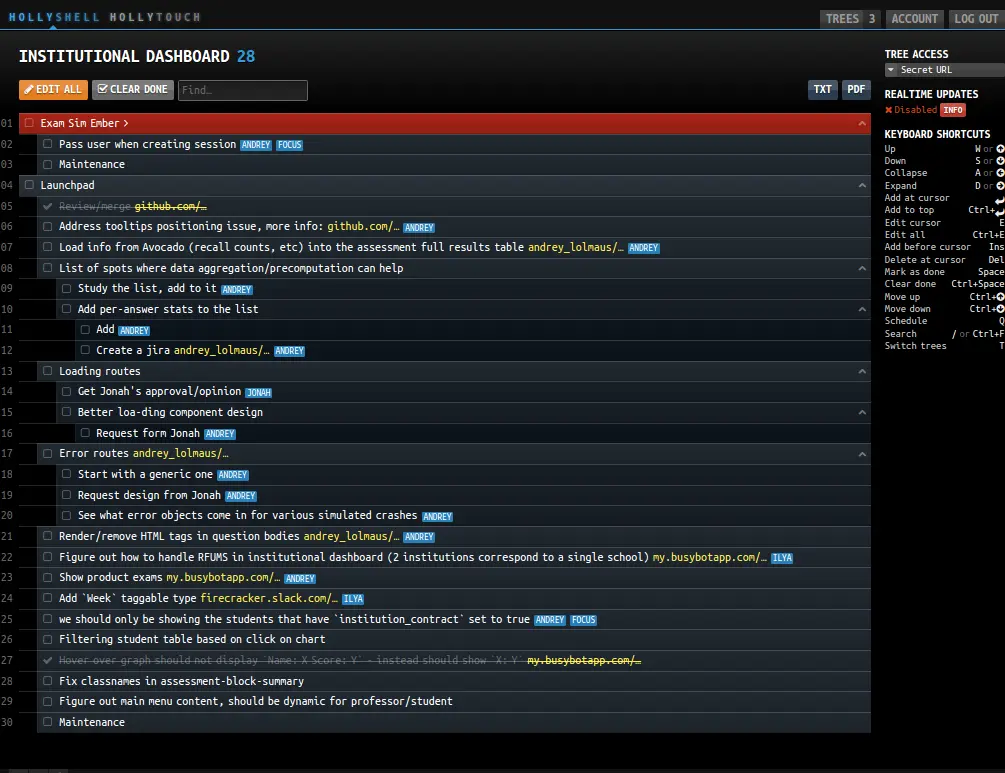 HOLLYSHELL HOLLYTOUCH
TREES 3 ACCOUNT LOG OUT
INSTITUTIONAL DASHBOARD 28
EDIT ALL CLEAR DONE Find... TXT PDF
01 Exam Sim Ember >
02 Pass user when creating session ANDREY FOCUS
03 Maintenance
04 Launchpad
05 Review/merge github.com/…
06 Address tooltips positioning issue, more info: github.com/… ANDREY
07 Load info from Avocado (recall counts, etc) into the assessment full results table andrey_lolmaus/… ANDREY
08 List of spots where data aggregation/precomputation can help
09 Study the list, add to it ANDREY
10 Add per-answer stats to the list
11 Add ANDREY
12 Create a jira andrey_lolmaus/… ANDREY
13 Loading routes
14 Get Jonah's approval/opinion JONAH
15 Better loa-ding component design
16 Request form Jonah ANDREY
17 Error routes andrey_lolmaus/…
18 Start with a generic one ANDREY
19 Request design from Jonah ANDREY
20 See what error objects come in for various simulated crashes ANDREY
21 Render/remove HTML tags in question bodies andrey_lolmaus/… ANDREY
22 Figure out how to handle RFUMS in institutional dashboard (2 institutions correspond to a single school) my.busybotapp.com/… ILYA
23 Show product exams my.busybotapp.com/… ANDREY
24 Add `Week` taggable type firecracker.slack.com/… ILYA
25 we should only be showing the students that have `institution_contract` set to true ANDREY FOCUS
26 Filtering student table based on click on chart
27 Hover over graph should not display `Name: X Score: Y` - instead should show `X: Y` my.busybotapp.com/…
28 Fix classnames in assessment-block-summary
29 Figure out main menu content, should be dynamic for professor/student
30 Maintenance
TREE ACCESS
Secret URL
REALTIME UPDATES
Disabled INFO
KEYBOARD SHORTCUTS
Up W or
Down S or
Collapse A or
Expand D or
Add at cursor
Add to top Ctrl+
Edit cursor E
Edit all Ctrl+E
Add before cursor Ins
Delete at cursor Del
Mark as done Space
Clear done Ctrl+Space
Move up Ctrl+
Move down Ctrl+
Schedule Q
Search / or Ctrl+F
Switch trees T